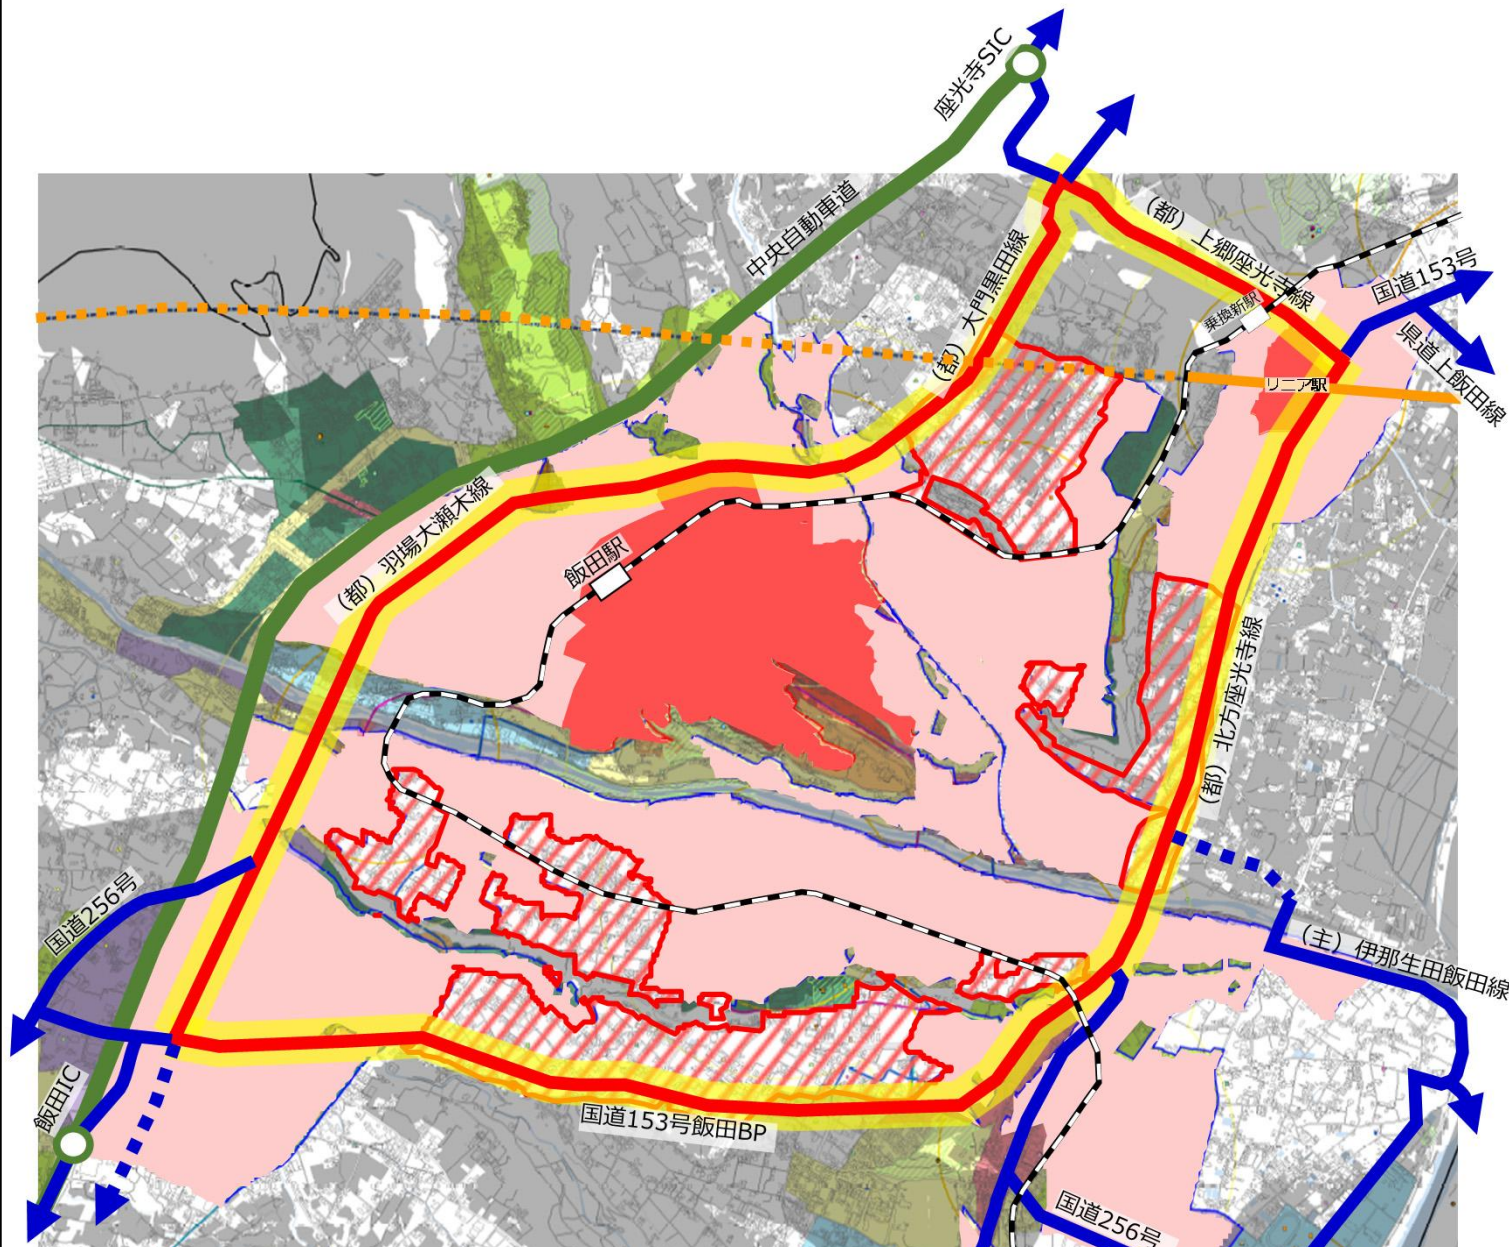 座光寺SIC
中央自動車道
(都)大門黒田線
(都)上郷座光寺線
乗換新駅
国道153号
県道上飯田線
リニア駅
(都)羽場大瀬木線
飯田駅
(都)北方座光寺線
国道256号
(主)伊那生田飯田線
飯田IC
国道153号飯田BP
国道256号